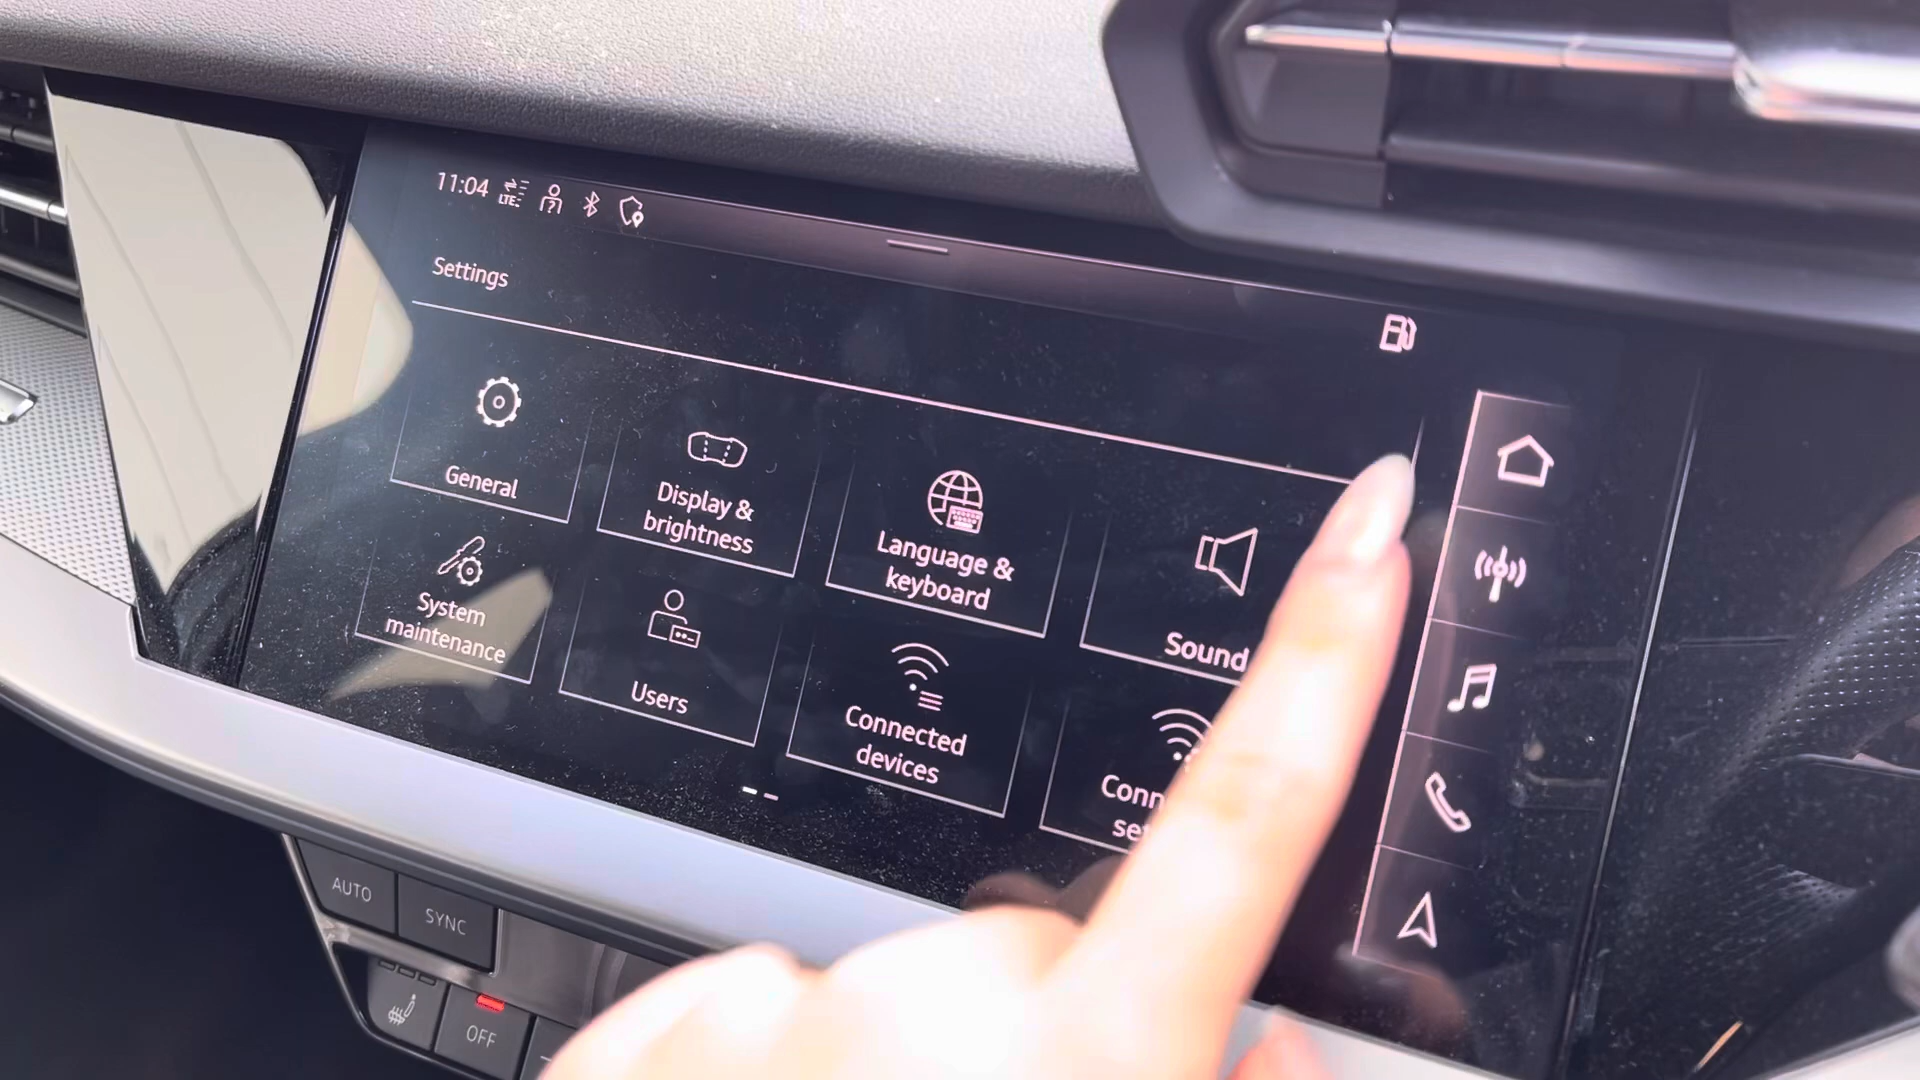 11:04
LTE
Settings
General
Display &
brightness
Language &
keyboard
Sound
System
maintenance
Users
Connected
devices
AUTO
SYNC
OFF